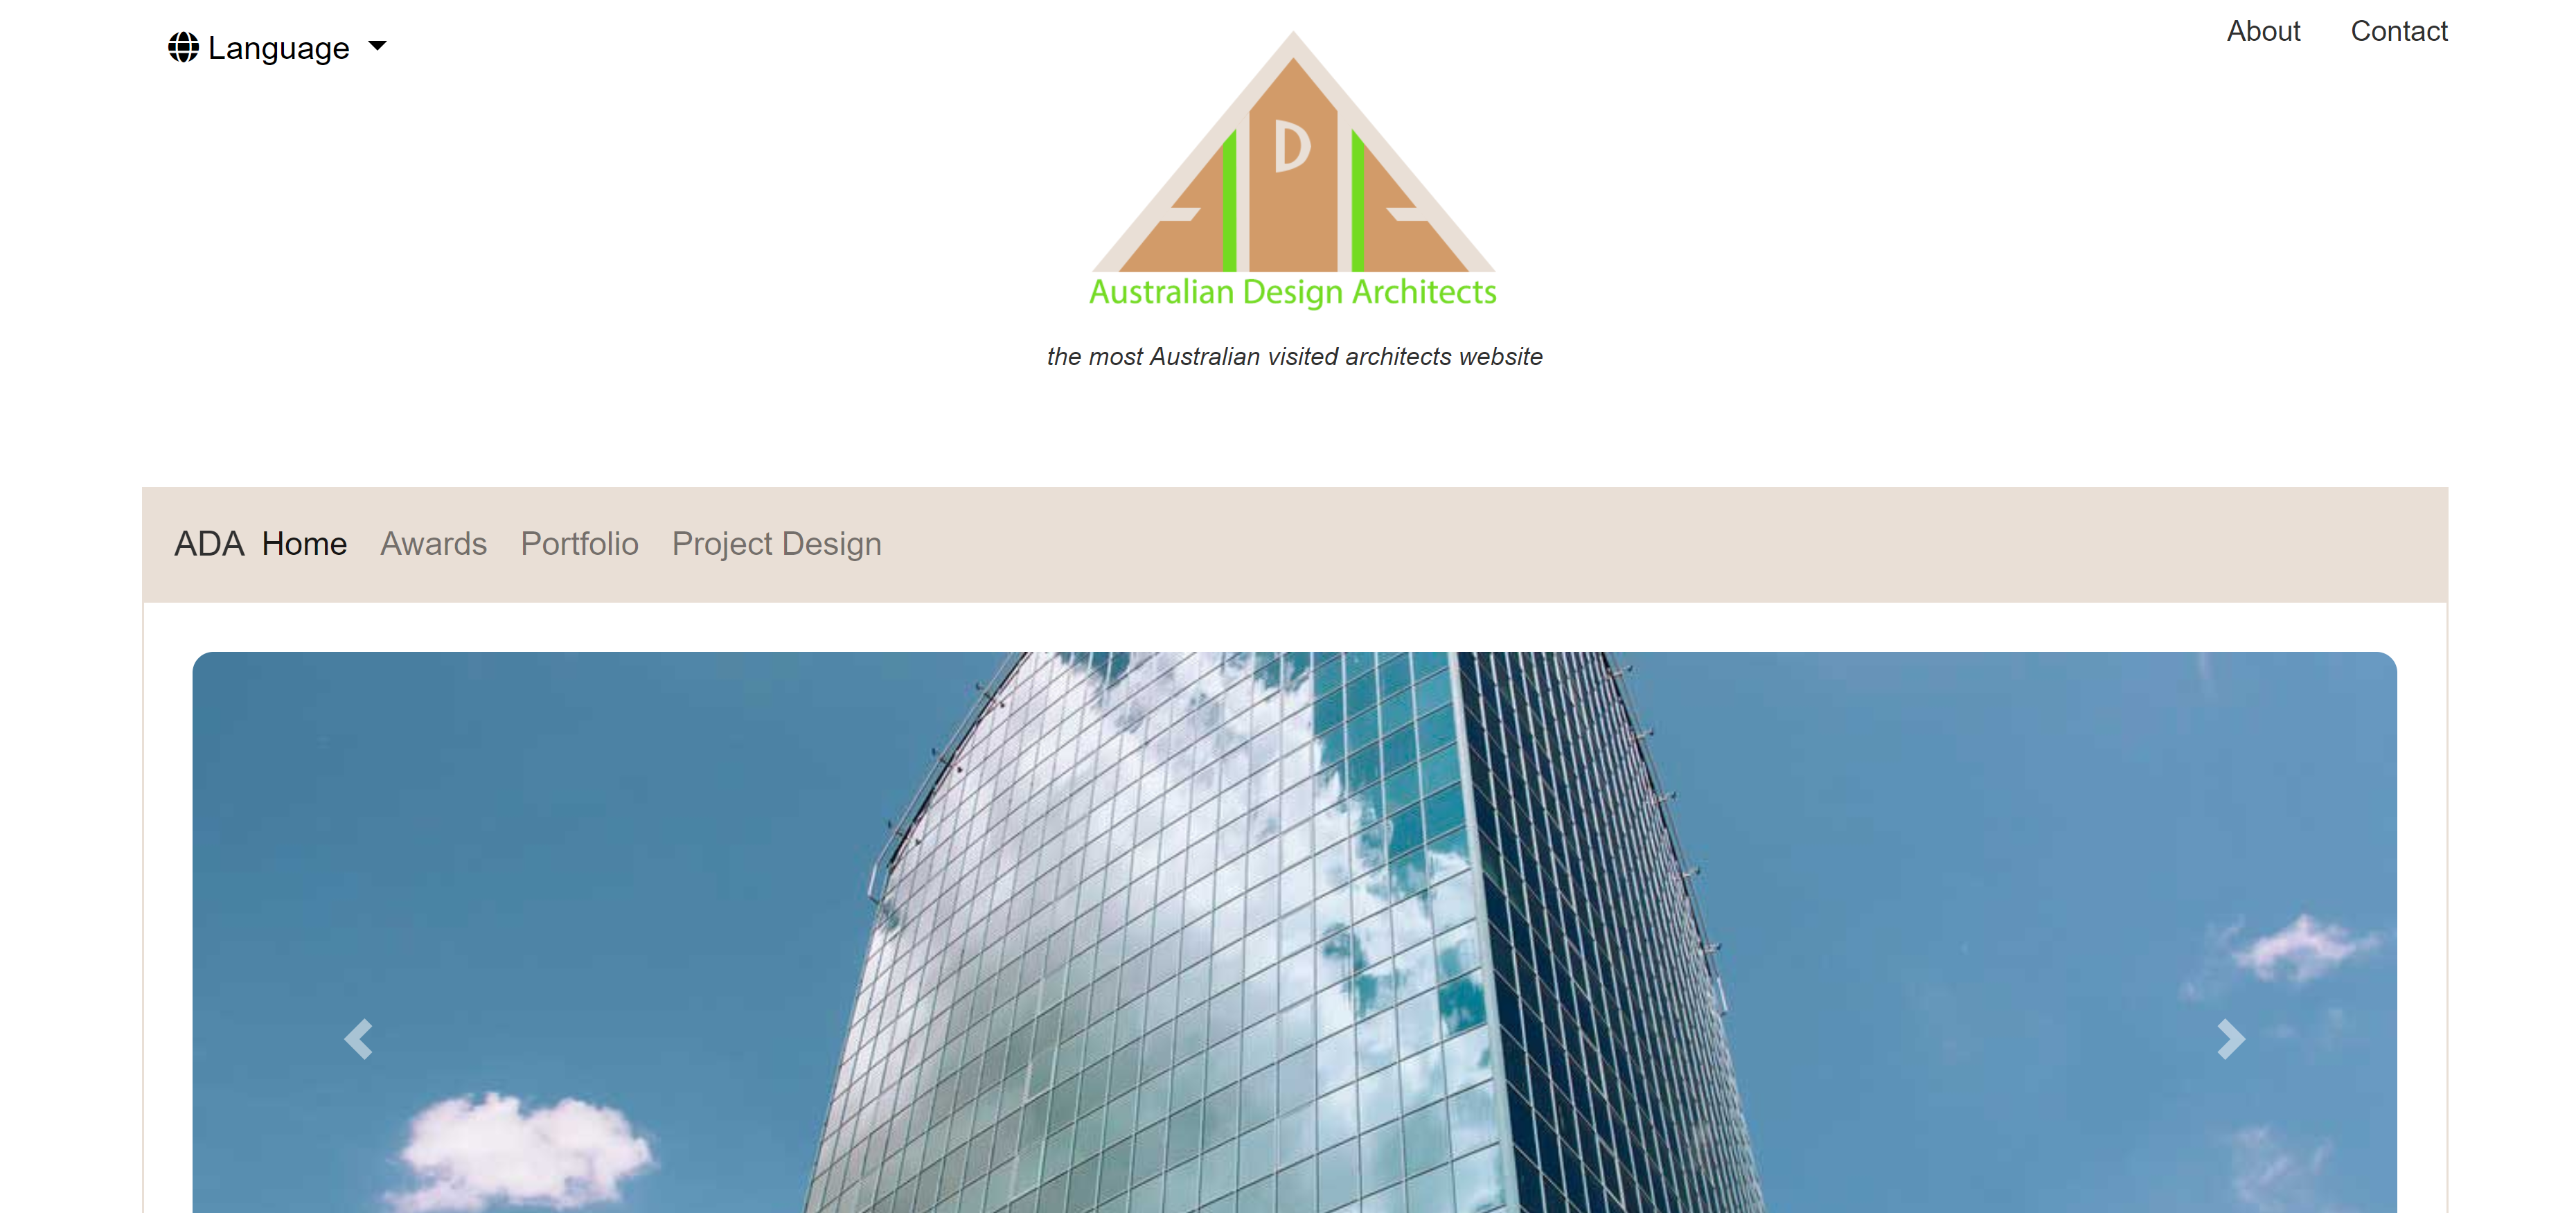 Language
About Contact
D
Australian Design Architects
the most Australian visited architects website
ADA Home Awards Portfolio Project Design